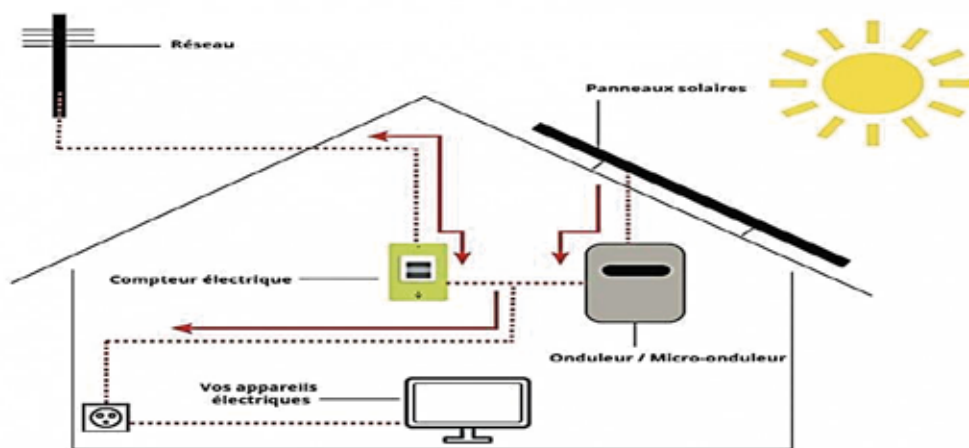 Réseau
Panneaux solaires
Compteur électrique
Onduleur / Micro-onduleur
Vos appareils
électriques